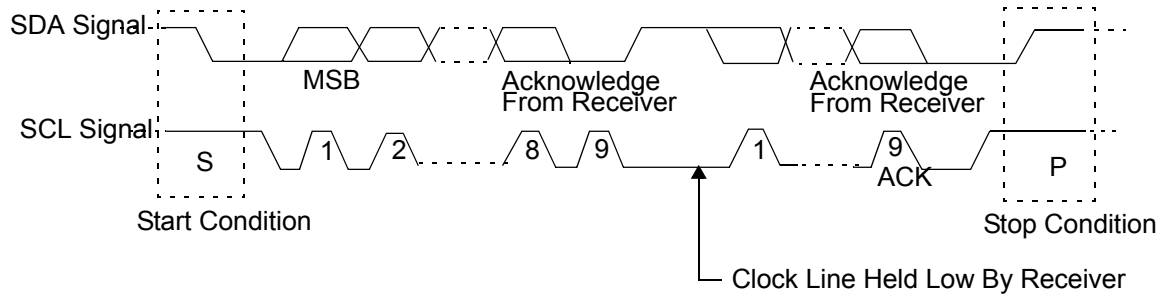 SDA Signal
MSB
Acknowledge
From Receiver
Acknowledge
From Receiver
SCL Signal
S
1
2
8
9
1
9
ACK
P
Start Condition
Stop Condition
Clock Line Held Low By Receiver